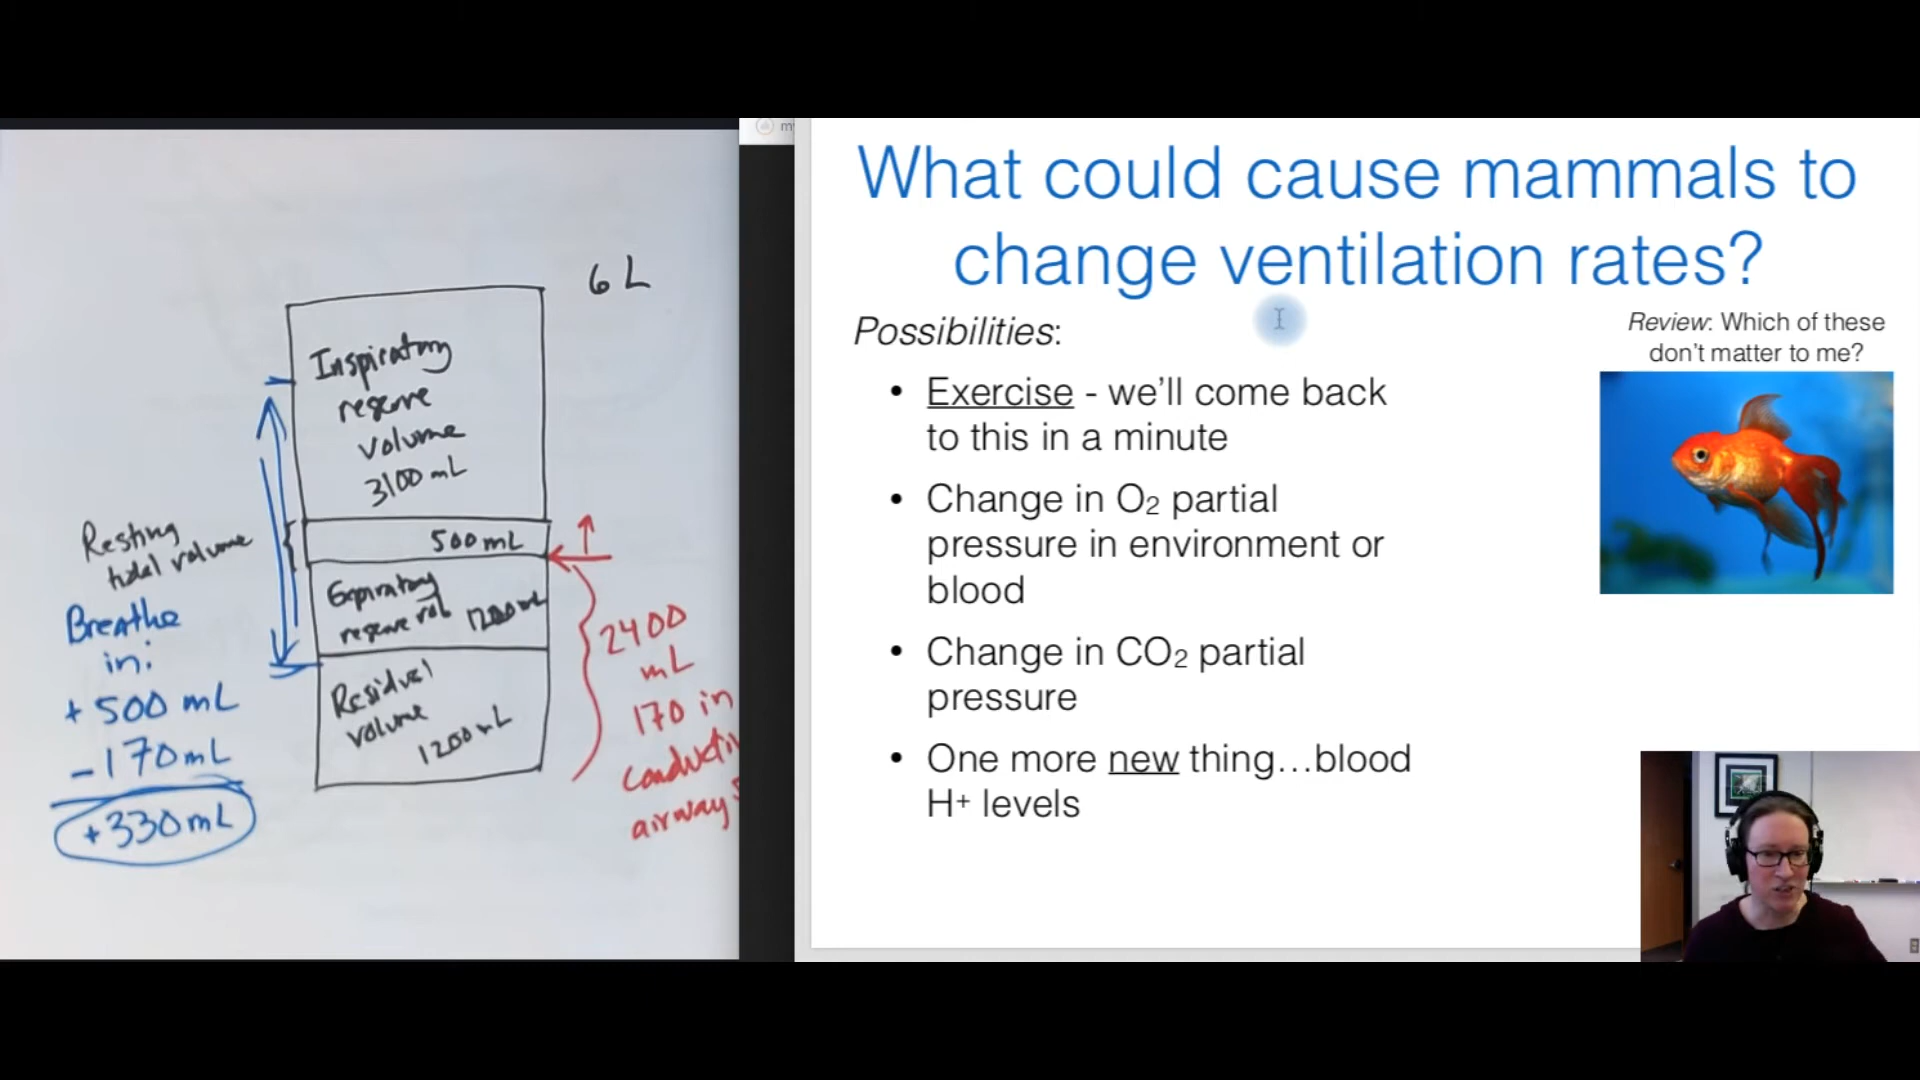 6 L
Inspiratory
reserve
volume
3100 mL
Resting
tidal volume
500 mL
Expiratory
reserve vol
1200 mL
Residual
volume
1200 mL
Breathe
in:
+ 500 mL
- 170 mL
+ 330 mL
2400
mL
170 in
airways
What could cause mammals to
change ventilation rates?
Possibilities:
• Exercise - we'll come back
to this in a minute
• Change in O2 partial
pressure in environment or
blood
• Change in CO2 partial
pressure
• One more new thing...blood
H+ levels
Review: Which of these
don't matter to me?